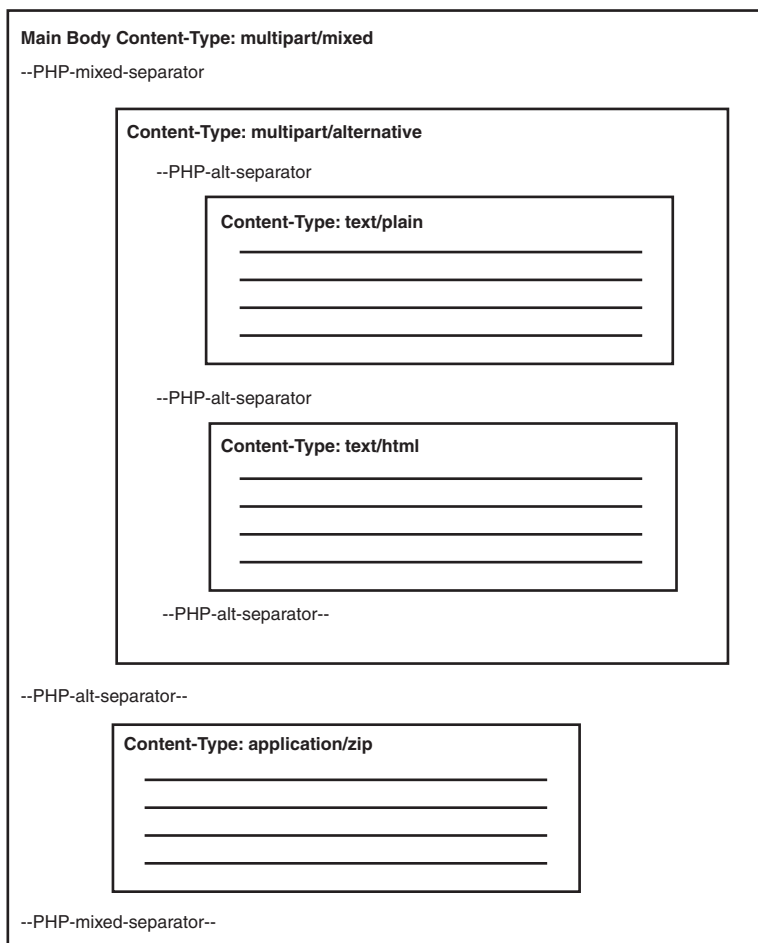 Main Body Content-Type: multipart/mixed
--PHP-mixed-separator
Content-Type: multipart/alternative
--PHP-alt-separator
Content-Type: text/plain
--PHP-alt-separator
Content-Type: text/html
--PHP-alt-separator--
--PHP-alt-separator--
Content-Type: application/zip
--PHP-mixed-separator--